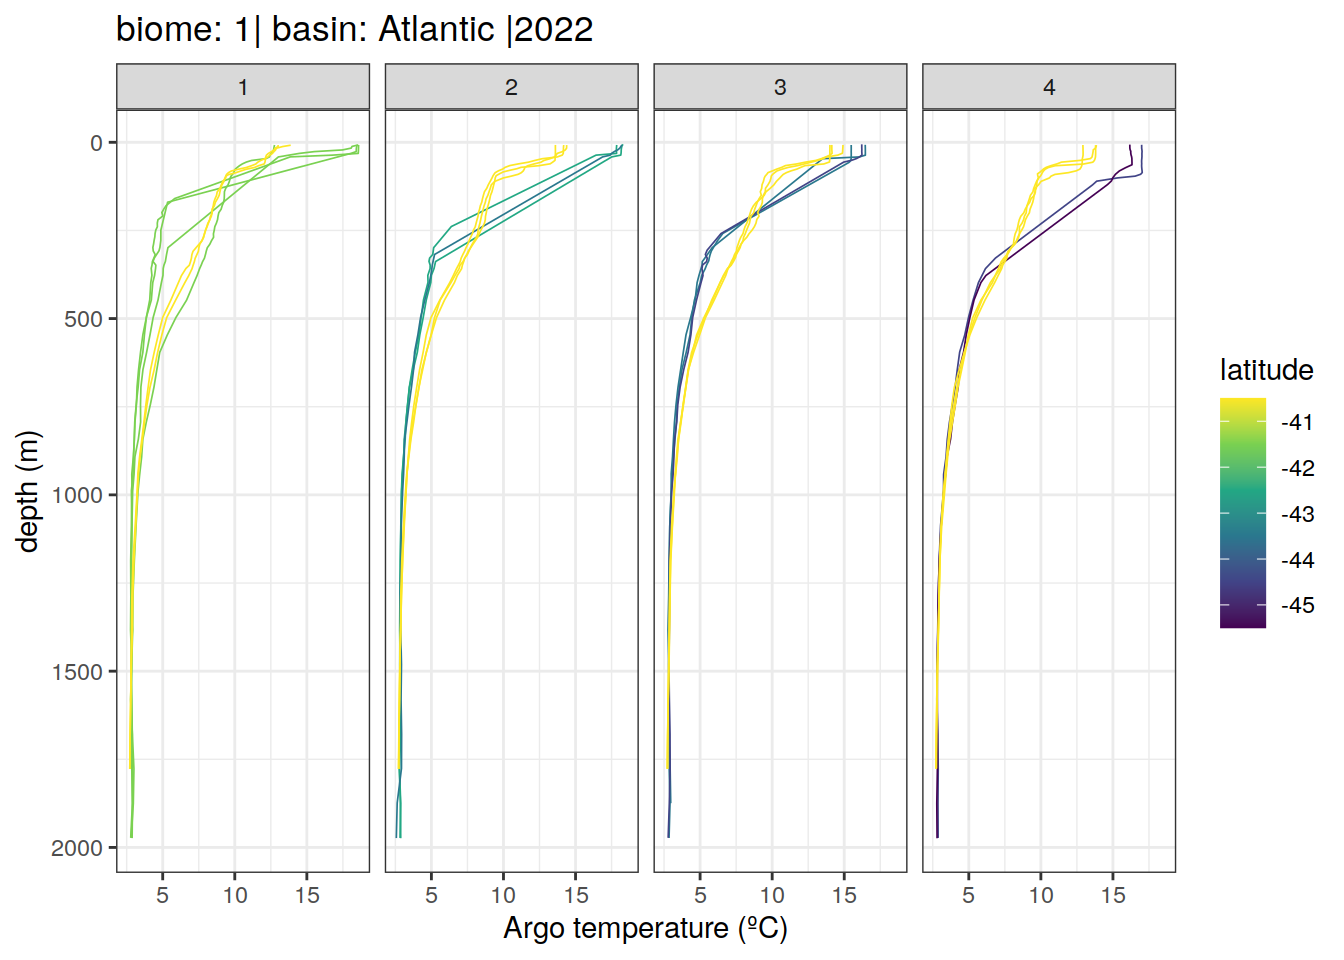 biome: 1| basin: Atlantic |2022
1 2 3 4
0
500
1000
1500
2000
depth (m)
5 10 15 5 10 15 5 10 15 5 10 15
Argo temperature (ºC)
latitude
-41
-42
-43
-44
-45